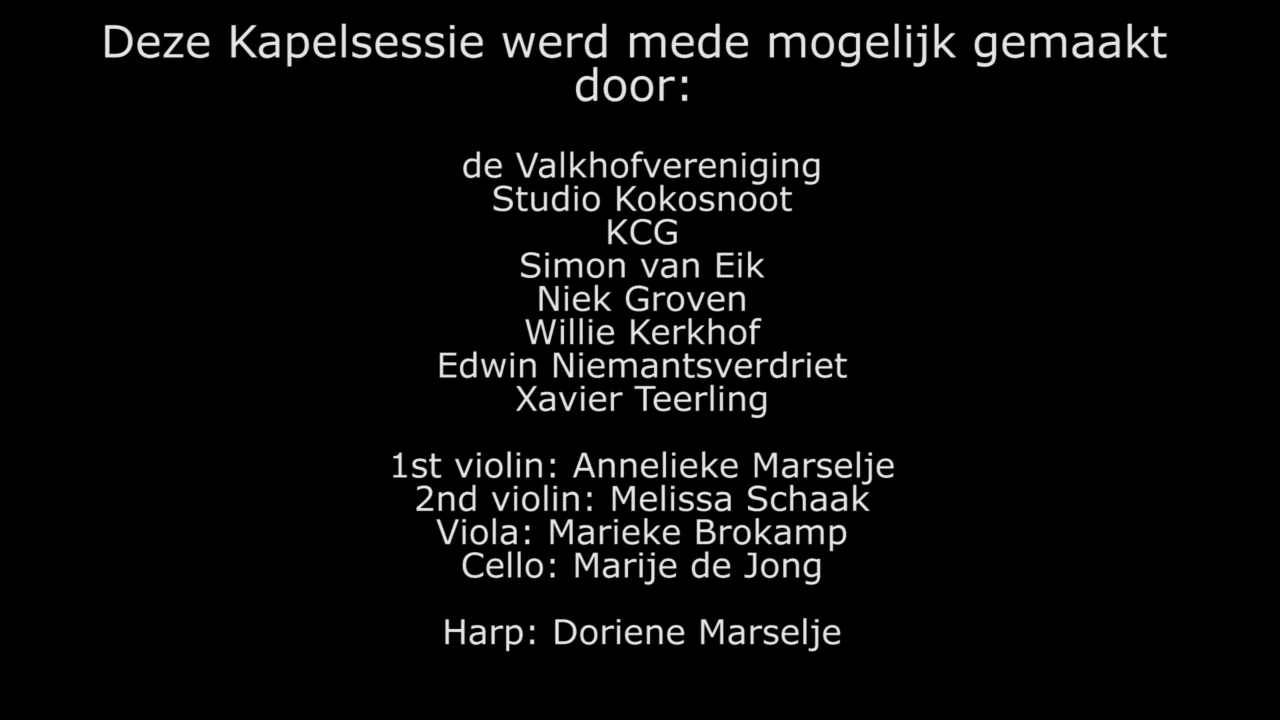 Deze Kapelsessie werd mede mogelijk gemaakt
door:
de Valkhofvereniging
Studio Kokosnoot
KCG
Simon van Eik
Niek Groven
Willie Kerkhof
Edwin Niemantsverdriet
Xavier Teerling
1st violin: Annelieke Marselje
2nd violin: Melissa Schaak
Viola: Marieke Brokamp
Cello: Marije de Jong
Harp: Doriene Marselje